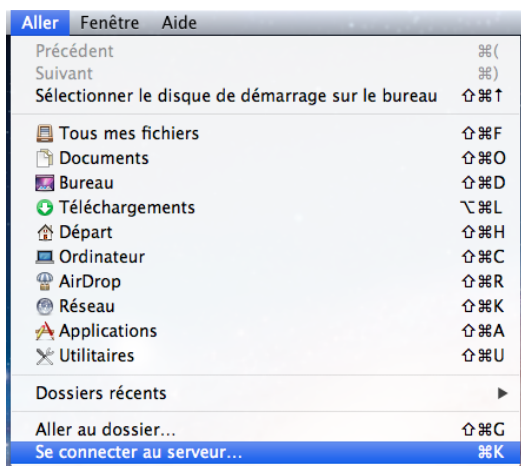 Aller Fenêtre Aide
Précédent ⌘(
Suivant ⌘)
Sélectionner le disque de démarrage sur le bureau ⇧⌘↑
Tous mes fichiers ⇧⌘F
Documents ⇧⌘O
Bureau ⇧⌘D
Téléchargements ⌥⌘L
Départ ⇧⌘H
Ordinateur ⇧⌘C
AirDrop ⇧⌘R
Réseau ⇧⌘K
Applications ⇧⌘A
Utilitaires ⇧⌘U
Dossiers récents ▶
Aller au dossier... ⇧⌘G
Se connecter au serveur... ⌘K